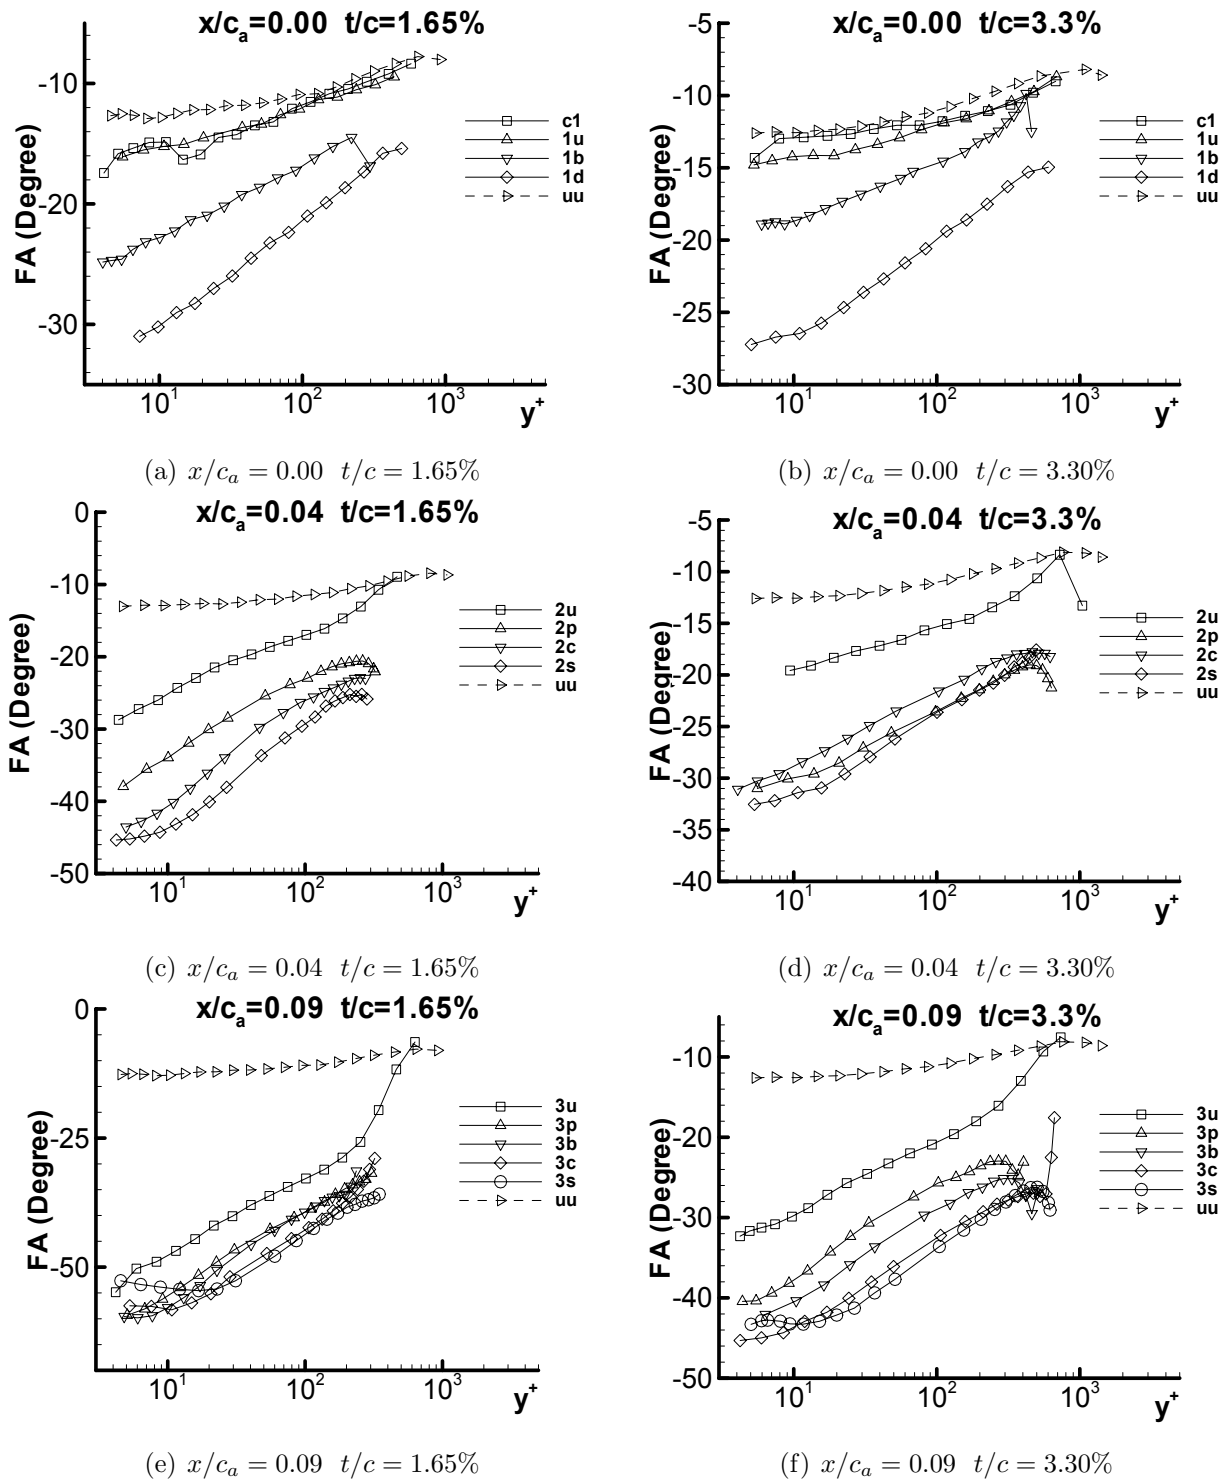 x/ca=0.00 t/c=1.65%
-10
-20
-30
FA (Degree)
c1
1u
1b
1d
uu
10¹ 10² 10³
y⁺
(a) x/ca = 0.00 t/c = 1.65%
x/ca=0.00 t/c=3.3%
-5
-10
-15
-20
-25
-30
FA (Degree)
c1
1u
1b
1d
uu
10¹ 10² 10³
y⁺
(b) x/ca = 0.00 t/c = 3.30%
x/ca=0.04 t/c=1.65%
0
-10
-20
-30
-40
-50
FA (Degree)
2u
2p
2c
2s
uu
10¹ 10² 10³
y⁺
(c) x/ca = 0.04 t/c = 1.65%
x/ca=0.04 t/c=3.3%
-5
-10
-15
-20
-25
-30
-35
-40
FA (Degree)
2u
2p
2c
2s
uu
10¹ 10² 10³
y⁺
(d) x/ca = 0.04 t/c = 3.30%
x/ca=0.09 t/c=1.65%
0
-25
-50
FA (Degree)
3u
3p
3b
3c
3s
uu
10¹ 10² 10³
y⁺
(e) x/ca = 0.09 t/c = 1.65%
x/ca=0.09 t/c=3.3%
-10
-20
-30
-40
-50
FA (Degree)
3u
3p
3b
3c
3s
uu
10¹ 10² 10³
y⁺
(f) x/ca = 0.09 t/c = 3.30%